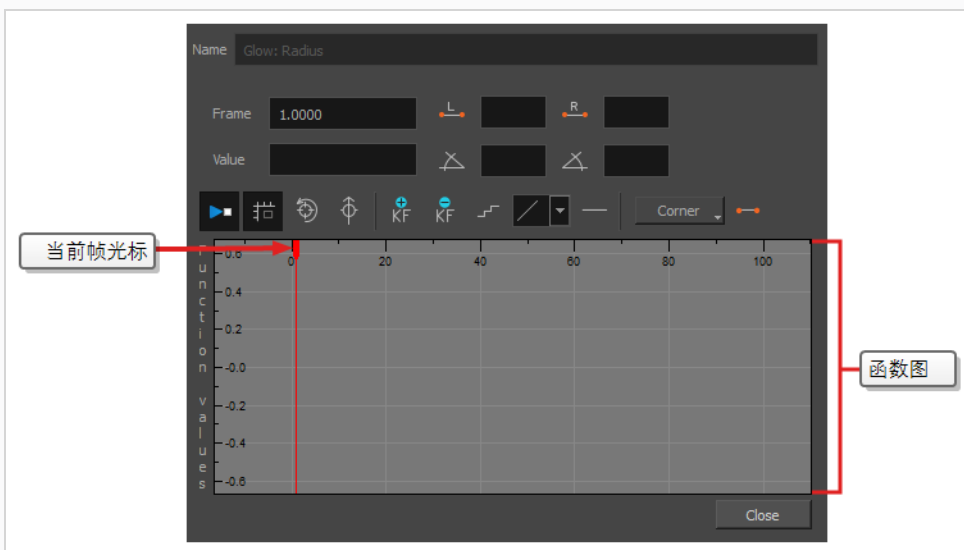 Name Glow: Radius
Frame 1.0000 L R
Value
KF KF Corner
当前帧光标
Function values
0 20 40 60 80 100
-0.6
-0.4
-0.2
-0.0
-0.2
-0.4
-0.6
函数图
Close